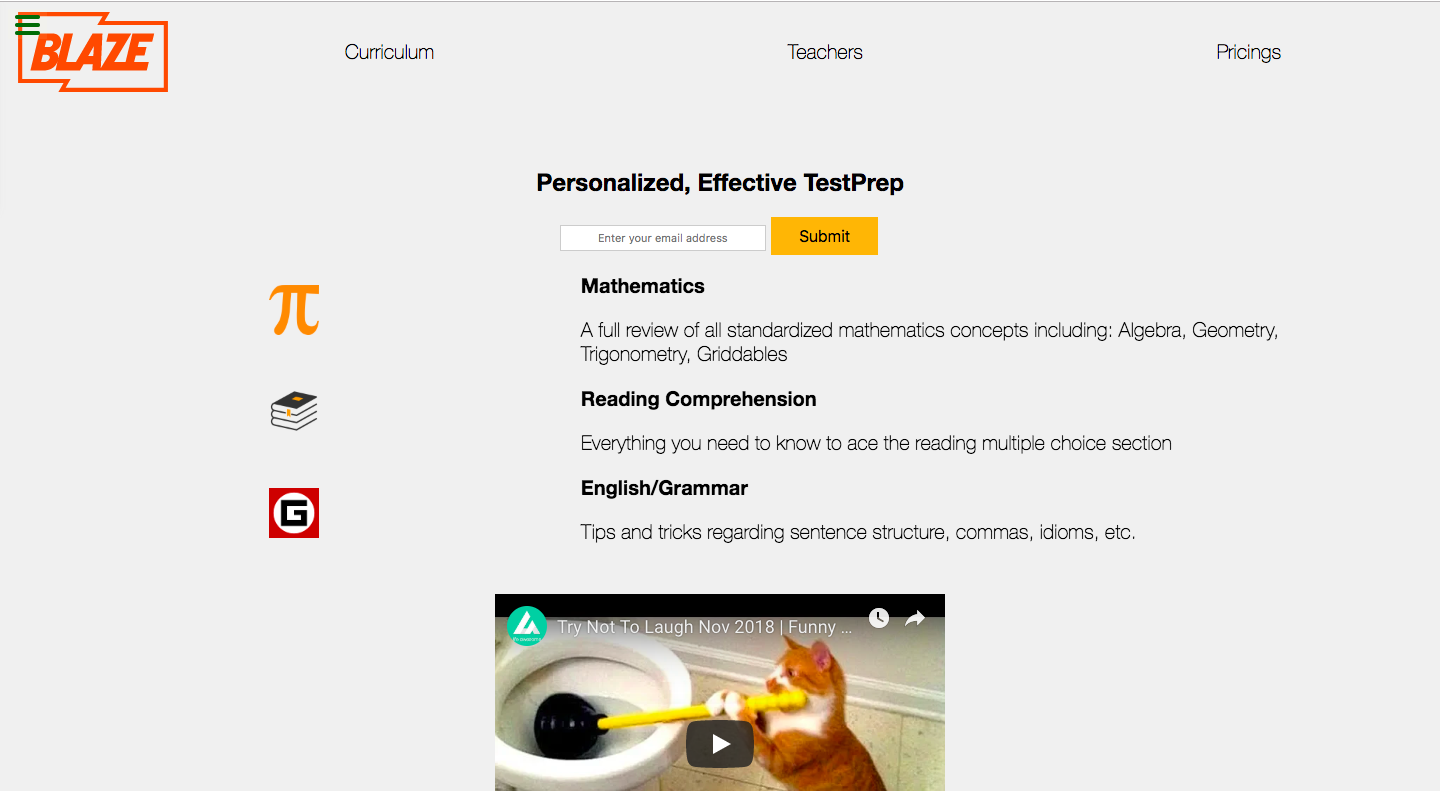 BLAZE
Curriculum
Teachers
Pricings
Personalized, Effective TestPrep
Enter your email address
Submit
π
Mathematics
A full review of all standardized mathematics concepts including: Algebra, Geometry,
Trigonometry, Griddables
Reading Comprehension
Everything you need to know to ace the reading multiple choice section
G
English/Grammar
Tips and tricks regarding sentence structure, commas, idioms, etc.
Try Not To Laugh Nov 2018 | Funny ...